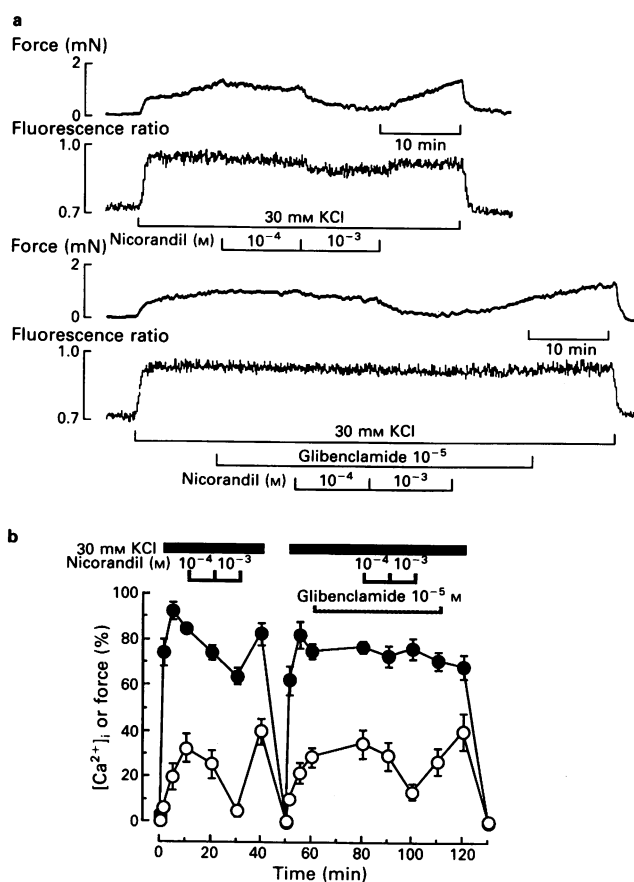 a
Force (mN)
2
0
Fluorescence ratio
10 min
1.0
0.7
30 mM KCl
Nicorandil (M) 10⁻⁴ 10⁻³
Force (mN)
2
0
Fluorescence ratio
10 min
1.0
0.7
30 mM KCl
Glibenclamide 10⁻⁵
Nicorandil (M) 10⁻⁴ 10⁻³
b
30 mM KCl
Nicorandil (M) 10⁻⁴ 10⁻³ 10⁻⁴ 10⁻³
Glibenclamide 10⁻⁵ M
[Ca²⁺]i or force (%)
100
80
60
40
20
0
0 20 40 60 80 100 120
Time (min)